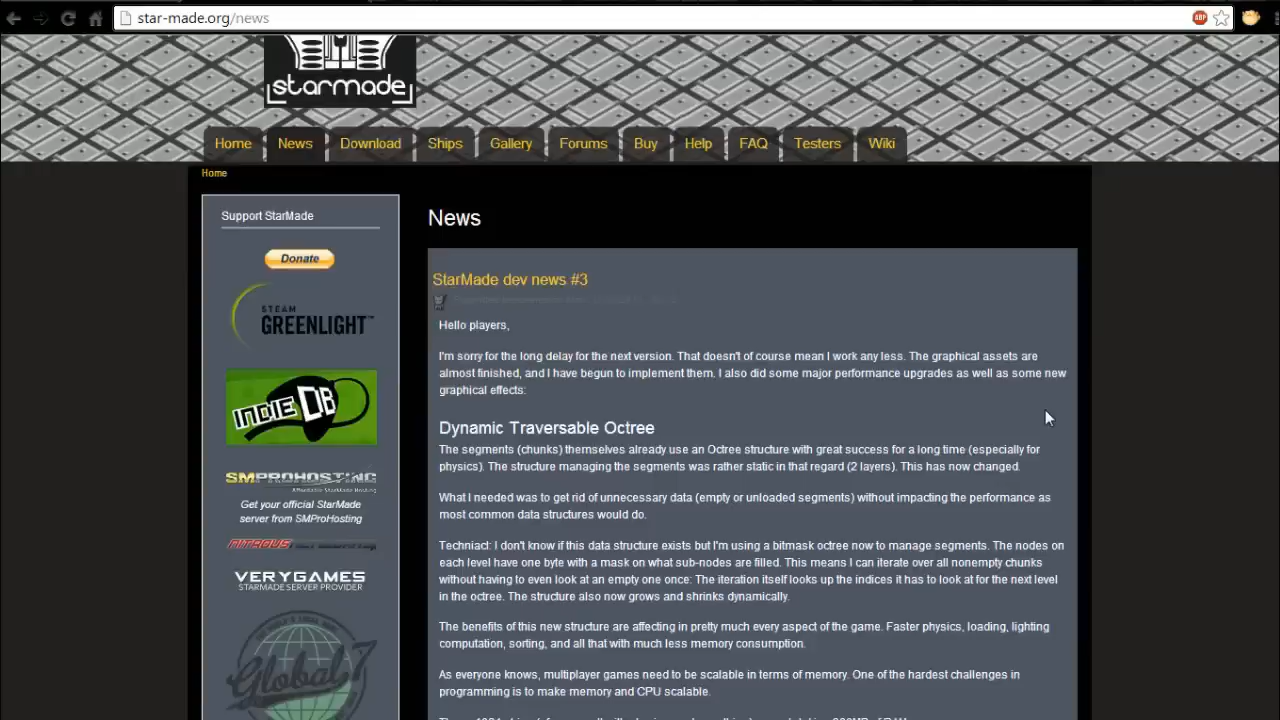 star-made.org/news
ABP
starmade
Home
News
Download
Ships
Gallery
Forums
Buy
Help
FAQ
Testers
Wiki
Home
Support StarMade
Donate
STEAM
GREENLIGHT
INDIE DB
SMPROHOSTING
Affordable StarMade Hosting
Get your official StarMade
server from SMProHosting
VERYGAMES
STARMADE SERVER PROVIDER
Global 7
News
StarMade dev news #3
Hello players,
I'm sorry for the long delay for the next version. That doesn't of course mean I work any less. The graphical assets are
almost finished, and I have begun to implement them. I also did some major performance upgrades as well as some new
graphical effects:
Dynamic Traversable Octree
The segments (chunks) themselves already use an Octree structure with great success for a long time (especially for
physics). The structure managing the segments was rather static in that regard (2 layers). This has now changed.
What I needed was to get rid of unnecessary data (empty or unloaded segments) without impacting the performance as
most common data structures would do.
Techniact: I don't know if this data structure exists but I'm using a bitmask octree now to manage segments. The nodes on
each level have one byte with a mask on what sub-nodes are filled. This means I can iterate over all nonempty chunks
without having to even look at an empty one once: The iteration itself looks up the indices it has to look at for the next level
in the octree. The structure also now grows and shrinks dynamically.
The benefits of this new structure are affecting in pretty much every aspect of the game. Faster physics, loading, lighting
computation, sorting, and all that with much less memory consumption.
As everyone knows, multiplayer games need to be scalable in terms of memory. One of the hardest challenges in
programming is to make memory and CPU scalable.